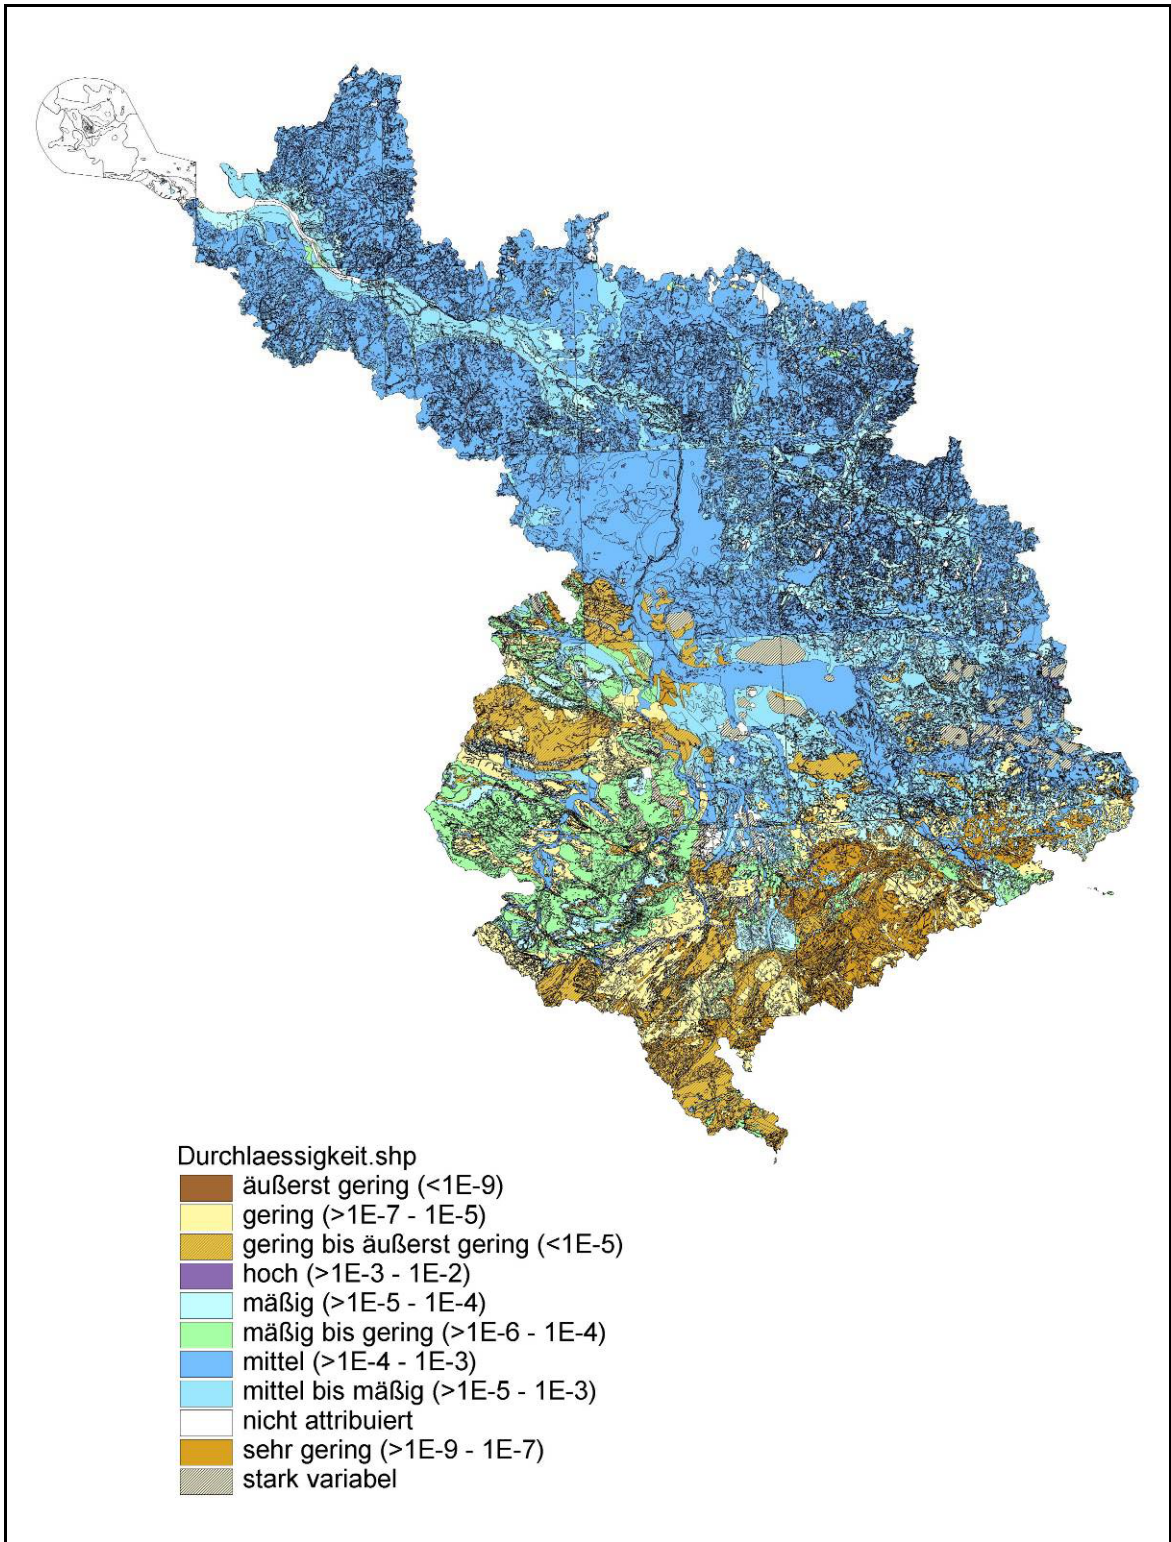 Durchlaessigkeit.shp
äußerst gering (<1E-9)
gering (>1E-7 - 1E-5)
gering bis äußerst gering (<1E-5)
hoch (>1E-3 - 1E-2)
mäßig (>1E-5 - 1E-4)
mäßig bis gering (>1E-6 - 1E-4)
mittel (>1E-4 - 1E-3)
mittel bis mäßig (>1E-5 - 1E-3)
nicht attribuiert
sehr gering (>1E-9 - 1E-7)
stark variabel